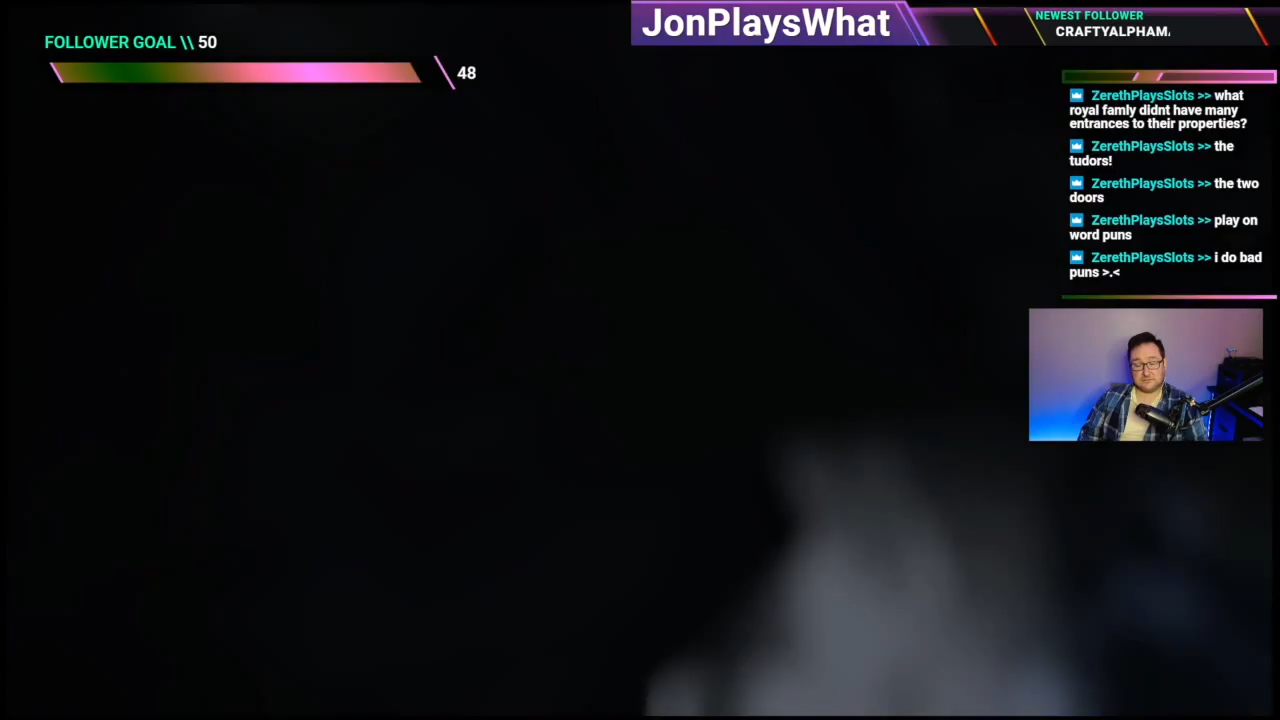 FOLLOWER GOAL \\ 50
48
JonPlaysWhat
NEWEST FOLLOWER
CRAFTYALPHAM
ZerethPlaysSlots >> what
royal famly didnt have many
entrances to their properties?
ZerethPlaysSlots >> the
tudors!
ZerethPlaysSlots >> the two
doors
ZerethPlaysSlots >> play on
word puns
ZerethPlaysSlots >> i do bad
puns >.<